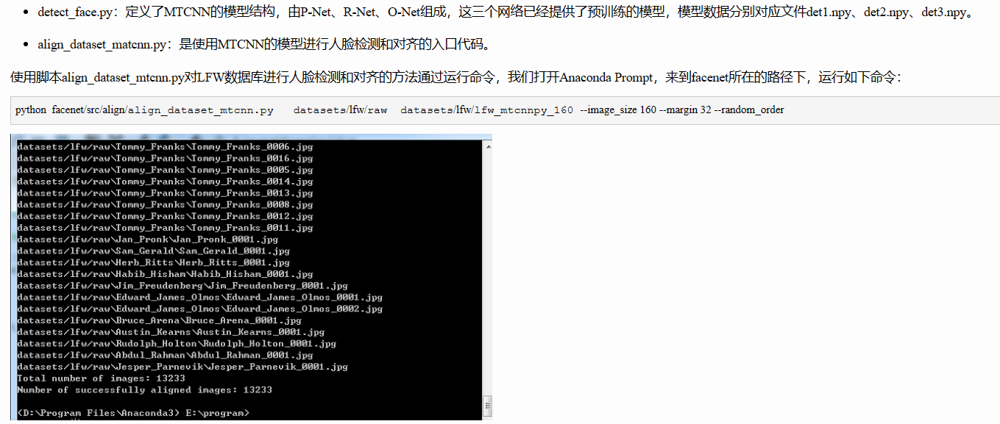 detect_face.py：定义了MTCNN的模型结构，由P-Net、R-Net、O-Net组成，这三个网络已经提供了预训练的模型，模型数据分别对应文件det1.npy、det2.npy、det3.npy。
align_dataset_matcnn.py：是使用MTCNN的模型进行人脸检测和对齐的入口代码。
使用脚本align_dataset_mtcnn.py对LFW数据库进行人脸检测和对齐的方法通过运行命令，我们打开Anaconda Prompt，来到facenet所在的路径下，运行如下命令：
python facenet/src/align/align_dataset_mtcnn.py datasets/lfw/raw datasets/lfw/lfw_mtcnnpy_160 --image_size 160 --margin 32 --random_order
datasets/lfw/raw\Tommy_Franks\Tommy_Franks_0006.jpg
datasets/lfw/raw\Tommy_Franks\Tommy_Franks_0016.jpg
datasets/lfw/raw\Tommy_Franks\Tommy_Franks_0005.jpg
datasets/lfw/raw\Tommy_Franks\Tommy_Franks_0014.jpg
datasets/lfw/raw\Tommy_Franks\Tommy_Franks_0013.jpg
datasets/lfw/raw\Tommy_Franks\Tommy_Franks_0008.jpg
datasets/lfw/raw\Tommy_Franks\Tommy_Franks_0012.jpg
datasets/lfw/raw\Tommy_Franks\Tommy_Franks_0011.jpg
datasets/lfw/raw\Jan_Pronk\Jan_Pronk_0001.jpg
datasets/lfw/raw\Sam_Gerald\Sam_Gerald_0001.jpg
datasets/lfw/raw\Herb_Ritts\Herb_Ritts_0001.jpg
datasets/lfw/raw\Habib_Hisham\Habib_Hisham_0001.jpg
datasets/lfw/raw\Jim_Freudenberg\Jim_Freudenberg_0001.jpg
datasets/lfw/raw\Edward_James_Olmos\Edward_James_Olmos_0001.jpg
datasets/lfw/raw\Edward_James_Olmos\Edward_James_Olmos_0002.jpg
datasets/lfw/raw\Bruce_Arena\Bruce_Arena_0001.jpg
datasets/lfw/raw\Austin_Kearns\Austin_Kearns_0001.jpg
datasets/lfw/raw\Rudolph_Holton\Rudolph_Holton_0001.jpg
datasets/lfw/raw\Abdul_Rahman\Abdul_Rahman_0001.jpg
datasets/lfw/raw\Jesper_Parnevik\Jesper_Parnevik_0001.jpg
Total number of images: 13233
Number of successfully aligned images: 13233
(D:\Program Files\Anaconda3) E:\program>